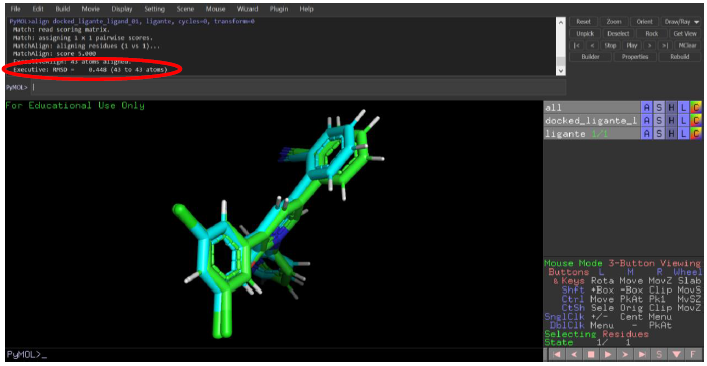 File Edit Build Movie Display Setting Scene Mouse Wizard Plugin Help
PyMOL>align docked_ligante_ligand_01, ligante, cycles=0, transform=0
Match: read scoring matrix.
Match: assigning 1 x 1 pairwise scores.
MatchAlign: aligning residues (1 vs 1)...
MatchAlign: score 5.000
ExecutiveAlign: 43 atoms aligned.
Executive: RMSD = 0.448 (43 to 43 atoms)
PyMOL>
Reset Zoom Orient Draw/Ray
Unpick Deselect Rock Get View
|< < Stop Play > >| MClear
Builder Properties Rebuild
For Educational Use Only
all A S H L C
docked_ligante_l A S H L C
ligante 1/1 A S H L C
Mouse Mode 3-Button Viewing
Buttons L M R Wheel
& Keys Rota Move MovZ Slab
Shft +Box -Box Clip MovS
Ctrl Move PkAt Pk1 MvSZ
CtSh Sele Orig Clip MovZ
SnglClk +/- Cent Menu
DblClk Menu - PkAt
Selecting Residues
State 1/ 1
S F
PyMOL>_